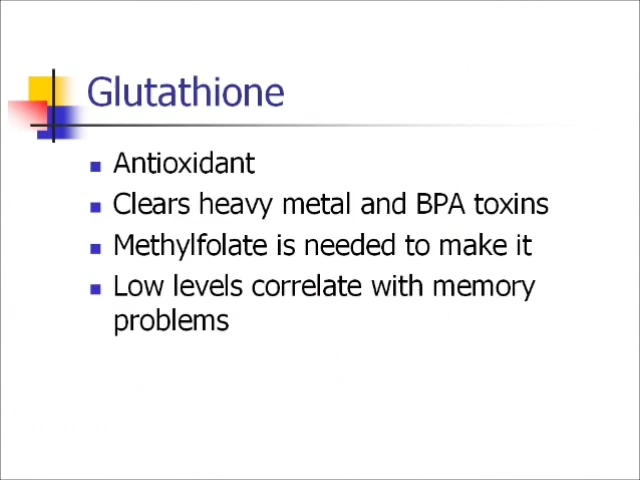 Glutathione
Antioxidant
Clears heavy metal and BPA toxins
Methylfolate is needed to make it
Low levels correlate with memory
problems